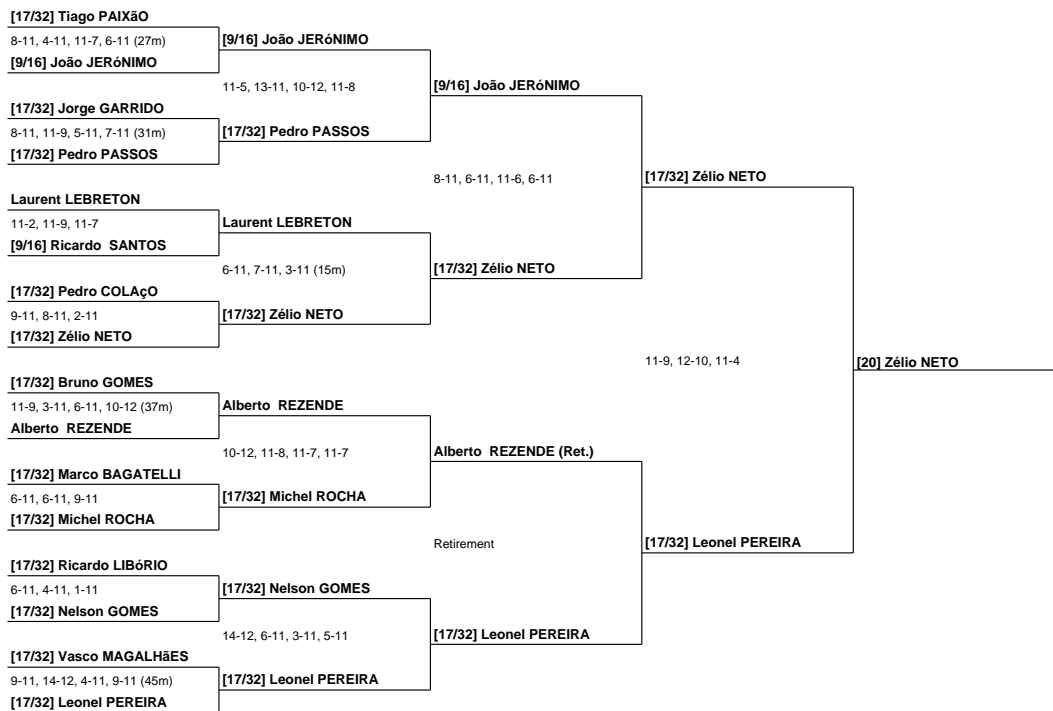 [17/32] Tiago PAIXãO
8-11, 4-11, 11-7, 6-11 (27m)
[9/16] João JERóNIMO
[9/16] João JERóNIMO
11-5, 13-11, 10-12, 11-8
[9/16] João JERóNIMO
[17/32] Jorge GARRIDO
8-11, 11-9, 5-11, 7-11 (31m)
[17/32] Pedro PASSOS
[17/32] Pedro PASSOS
8-11, 6-11, 11-6, 6-11
[17/32] Zélio NETO
Laurent LEBRETON
11-2, 11-9, 11-7
[9/16] Ricardo SANTOS
Laurent LEBRETON
6-11, 7-11, 3-11 (15m)
[17/32] Zélio NETO
[17/32] Pedro COLAçO
9-11, 8-11, 2-11
[17/32] Zélio NETO
[17/32] Zélio NETO
11-9, 12-10, 11-4
[20] Zélio NETO
[17/32] Bruno GOMES
11-9, 3-11, 6-11, 10-12 (37m)
Alberto REZENDE
Alberto REZENDE
10-12, 11-8, 11-7, 11-7
Alberto REZENDE (Ret.)
[17/32] Marco BAGATELLI
6-11, 6-11, 9-11
[17/32] Michel ROCHA
[17/32] Michel ROCHA
Retirement
[17/32] Leonel PEREIRA
[17/32] Ricardo LIBóRIO
6-11, 4-11, 1-11
[17/32] Nelson GOMES
[17/32] Nelson GOMES
14-12, 6-11, 3-11, 5-11
[17/32] Leonel PEREIRA
[17/32] Vasco MAGALHãES
9-11, 14-12, 4-11, 9-11 (45m)
[17/32] Leonel PEREIRA
[17/32] Leonel PEREIRA